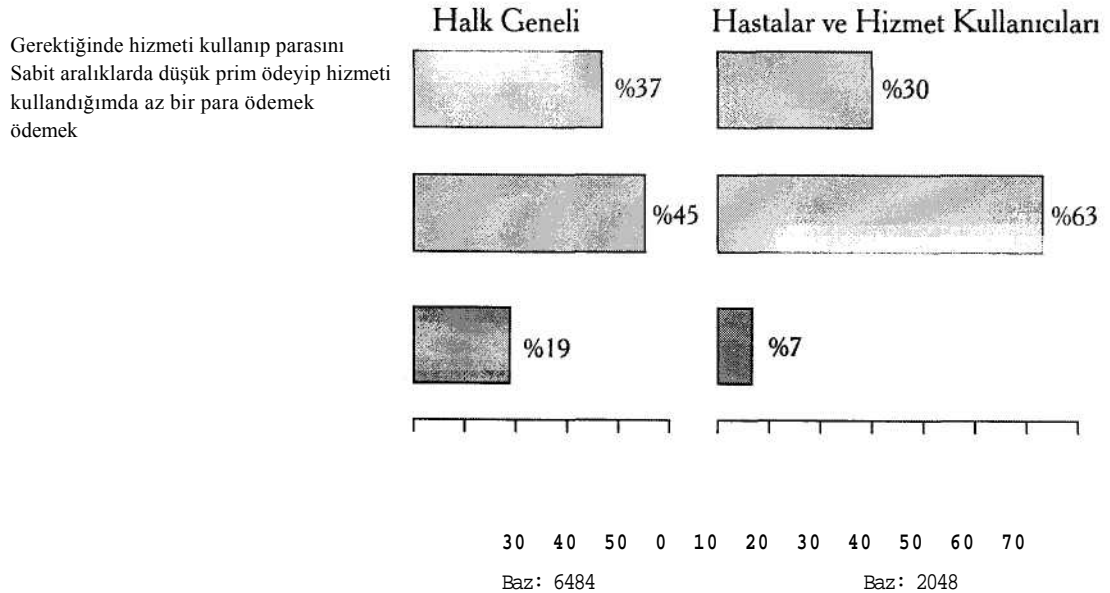 Halk Geneli
Hastalar ve Hizmet Kullanıcıları
Gerektiğinde hizmeti kullanıp parasını
Sabit aralıklarda düşük prim ödeyip hizmeti
kullandığımda az bir para ödemek
ödemek
%37
%30
%45
%63
%19
%7
30 40 50 0 10 20 30 40 50 60 70
Baz: 6484
Baz: 2048